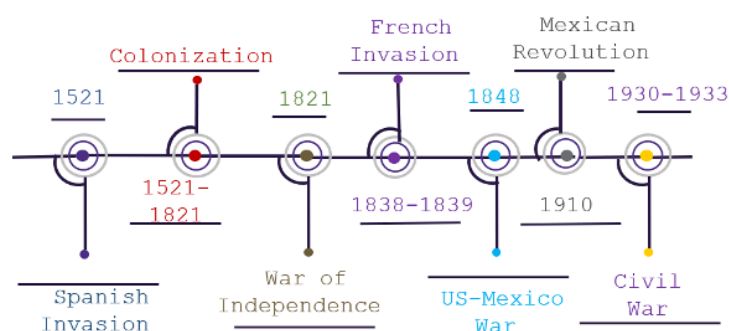 French
Invasion
Mexican
Revolution
Colonization
1521
1821
1848
1930-1933
1521-
1821
1838-1839
1910
Spanish
Invasion
War of
Independence
US-Mexico
War
Civil
War